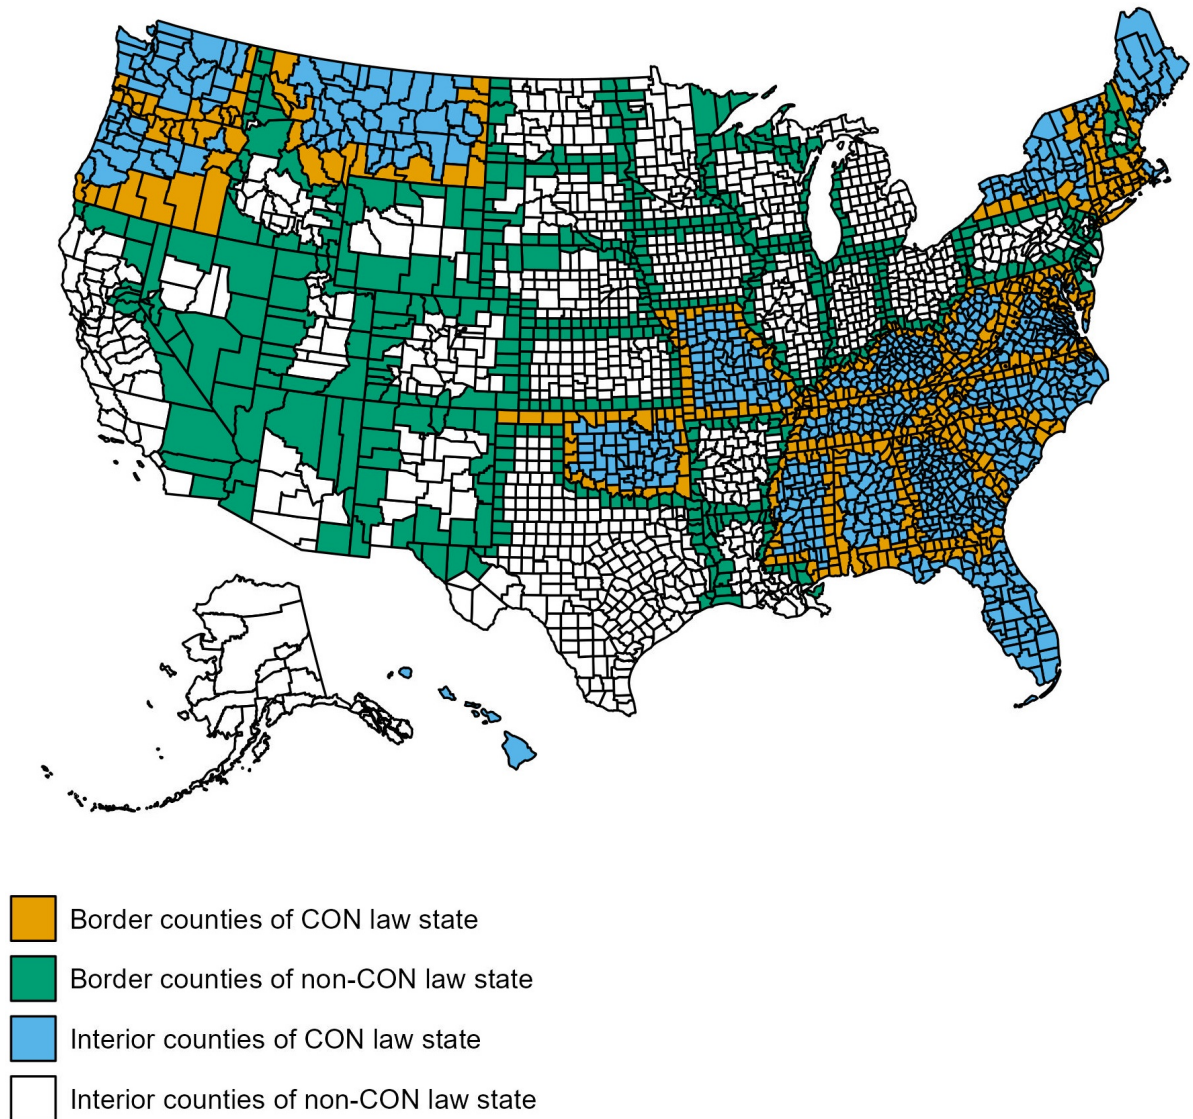 Border counties of CON law state
Border counties of non-CON law state
Interior counties of CON law state
Interior counties of non-CON law state